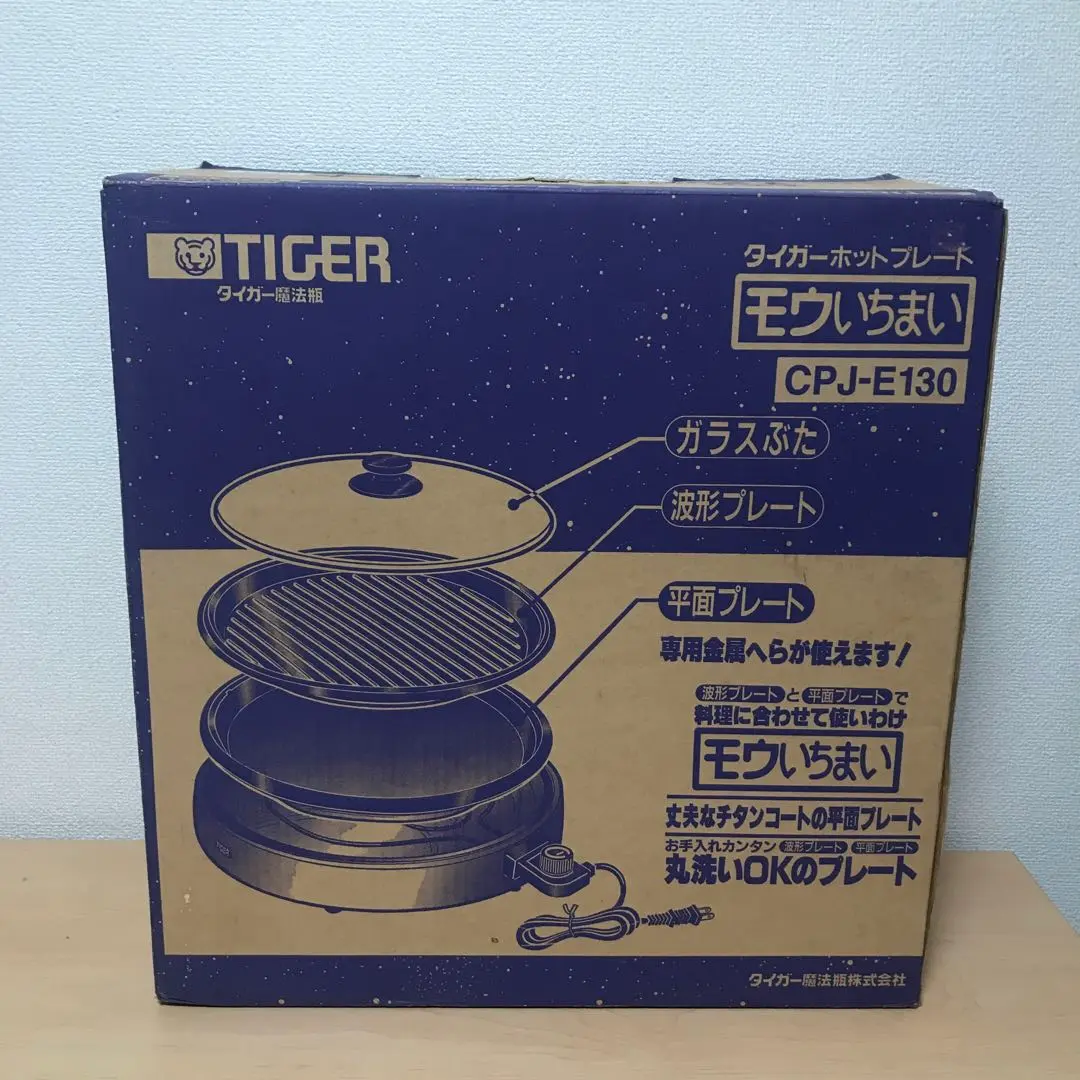 TIGER
タイガー魔法瓶
タイガーホットプレート
モウいちまい
CPJ-E130
ガラスぶた
波形プレート
平面プレート
専用金属へらが使えます!
波形プレートと平面プレートで
料理に合わせて使いわけ
モウいちまい
丈夫なチタンコートの平面プレート
お手入れカンタン 波形プレート 平面プレート
丸洗いOKのプレート
TIGER
タイガー魔法瓶株式会社